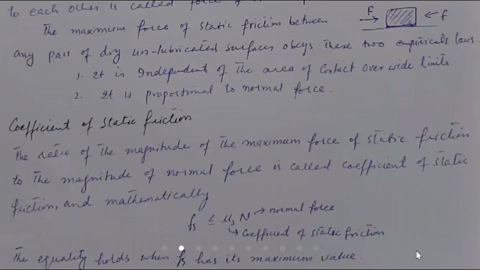 to each other is called force of
The maximum force of static friction between
F f
any pair of dry un-lubricated surfaces obeys these two empirical laws.
1. It is Independent of the area of Contact over wide limits
2. It is proportional to normal force.
Coefficient of static friction
The ratio of the magnitude of the maximum force of static friction
to the magnitude of normal force is called coefficient of static
friction, and mathematically
fs ≤ μs N → normal force
↳ Coefficient of static friction
The equality holds when fs has its maximum value